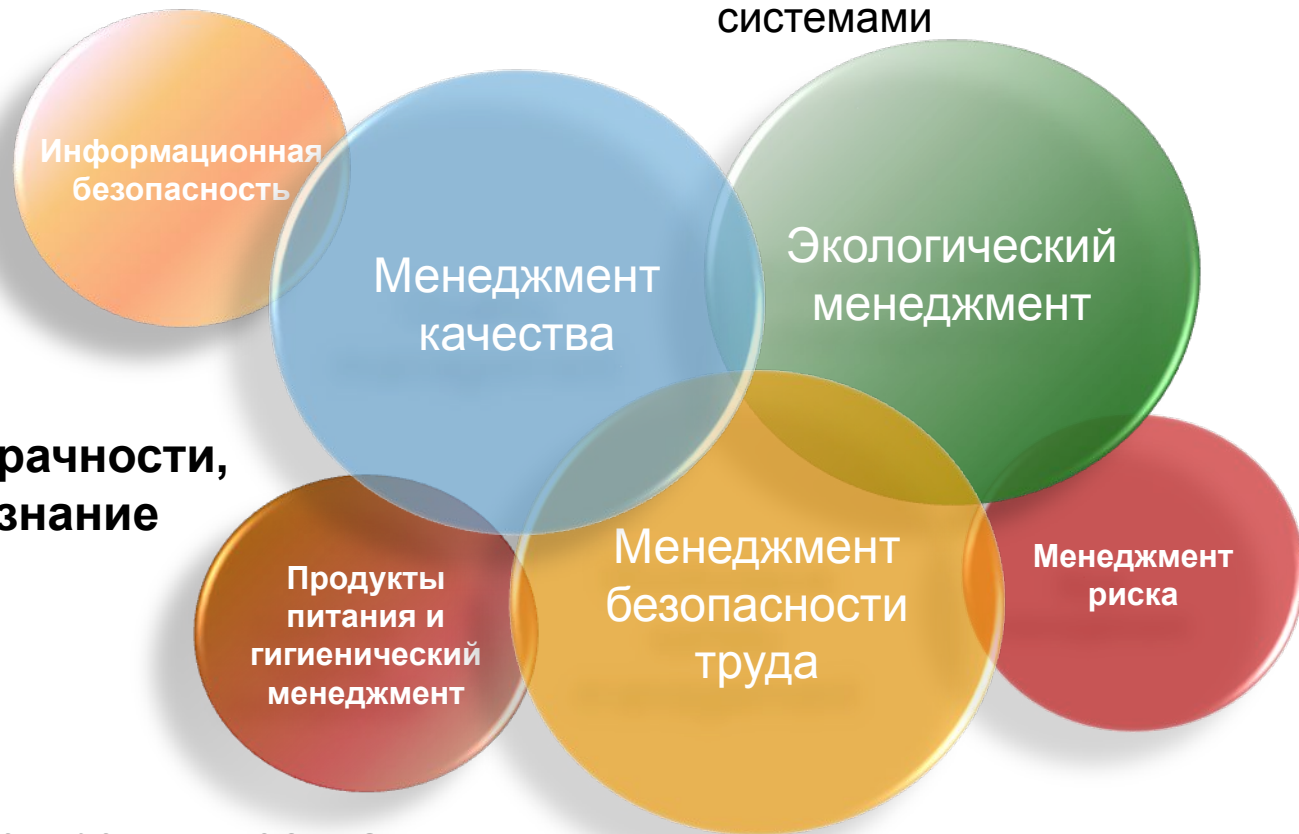 системами
Информационная
безопасность
Менеджмент
качества
Экологический
менеджмент
рачности,
знание
Продукты
питания и
гигиенический
менеджмент
Менеджмент
безопасности
труда
Менеджмент
риска